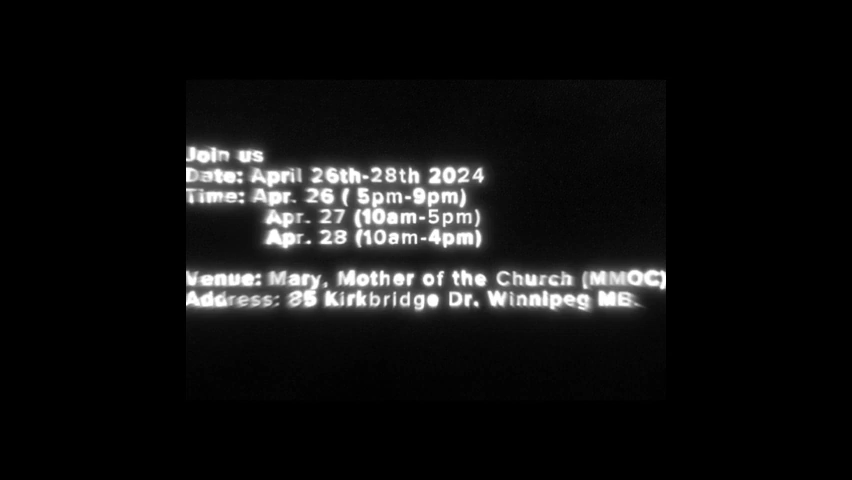 Join us
Date: April 26th-28th 2024
Time: Apr. 26 ( 5pm-9pm)
Apr. 27 (10am-5pm)
Apr. 28 (10am-4pm)
Venue: Mary, Mother of the Church (MMOC)
Address: 85 Kirkbridge Dr. Winnipeg MB.